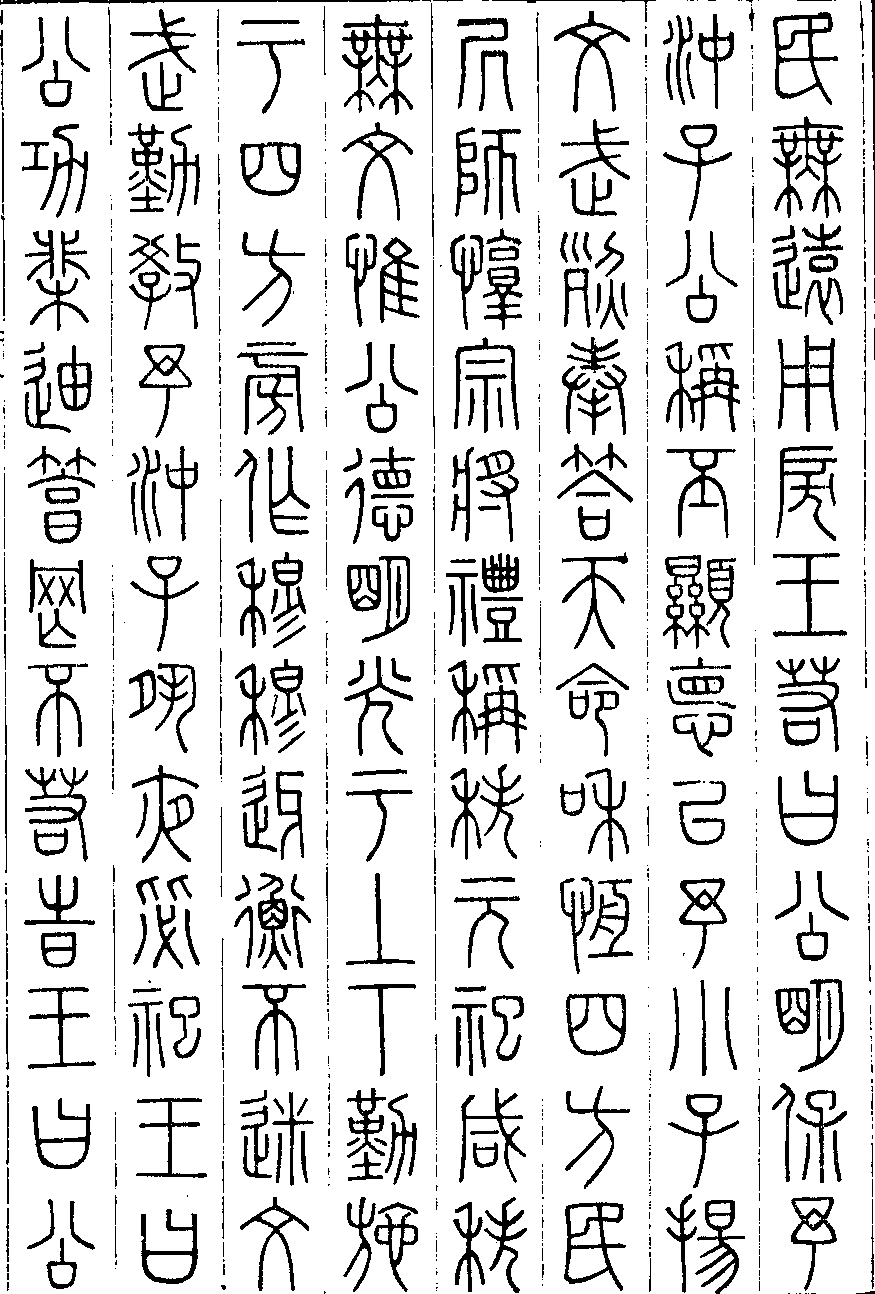 民無遠用戾王若曰公明保予
沖子公稱丕顯德以予小子揚
文武烈奉答天命和恆四方民
居師惇宗將禮稱秩元祀咸秩
無文惟公德明光于上下勤施
于四方旁作穆穆迓衡不迷文
武勤教予沖子夙夜毖祀王曰
公功棐迪篤罔不若時王曰公